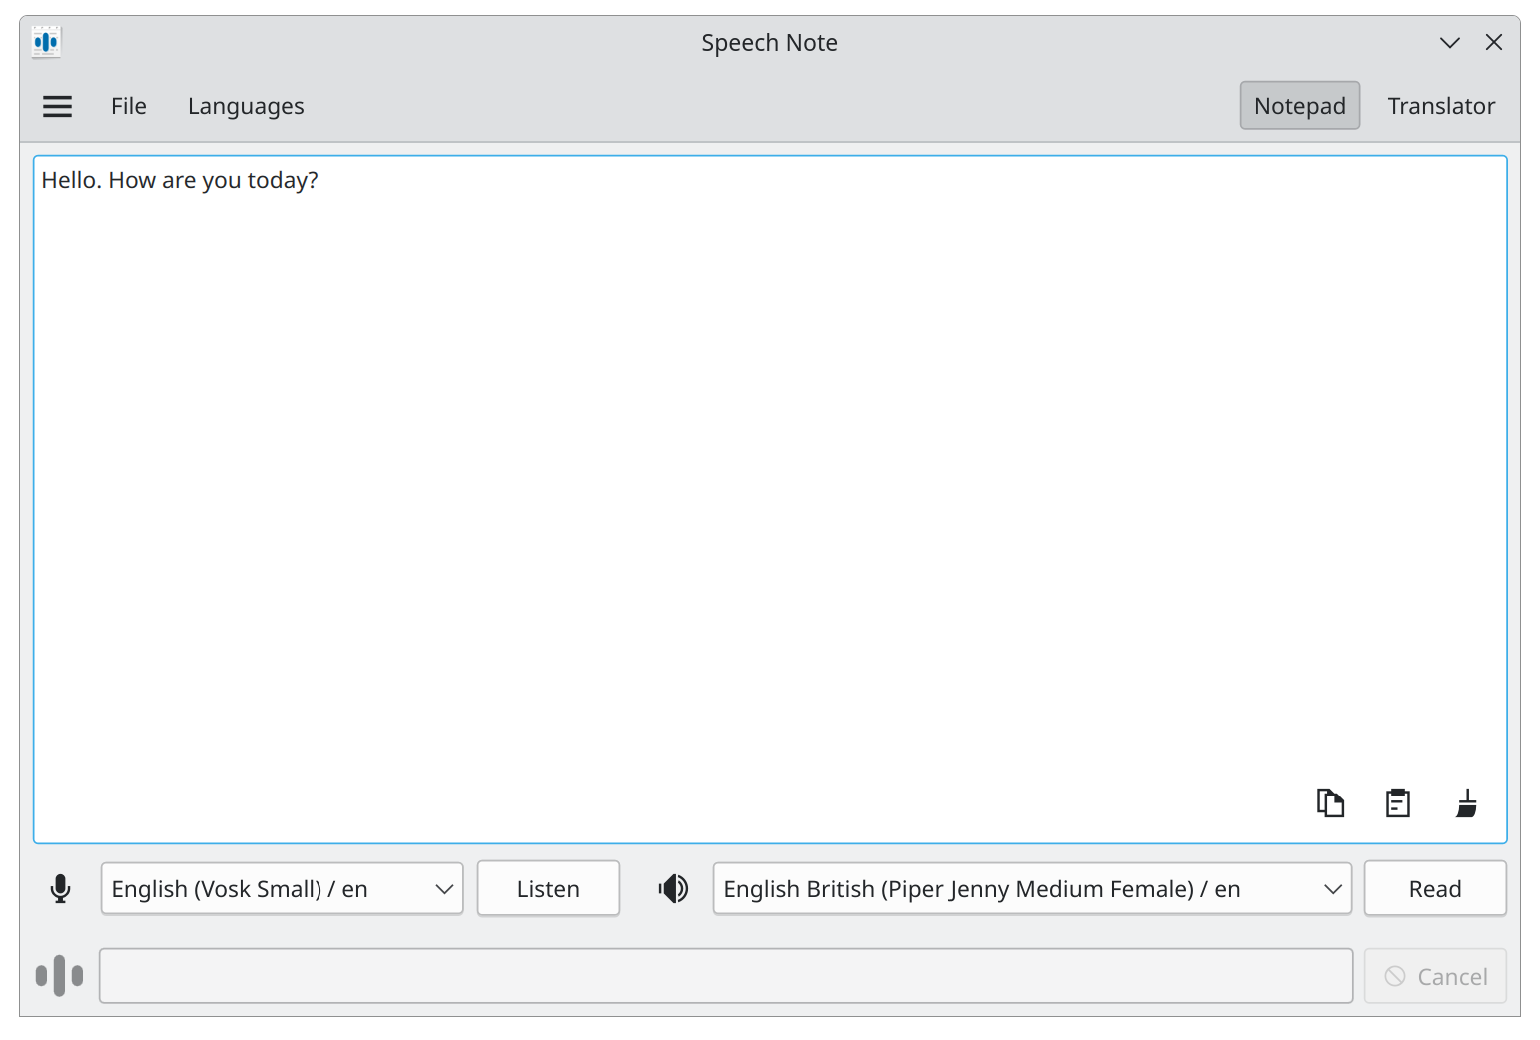 Speech Note
File Languages Notepad Translator
Hello. How are you today?
English (Vosk Small) / en Listen English British (Piper Jenny Medium Female) / en Read
Cancel